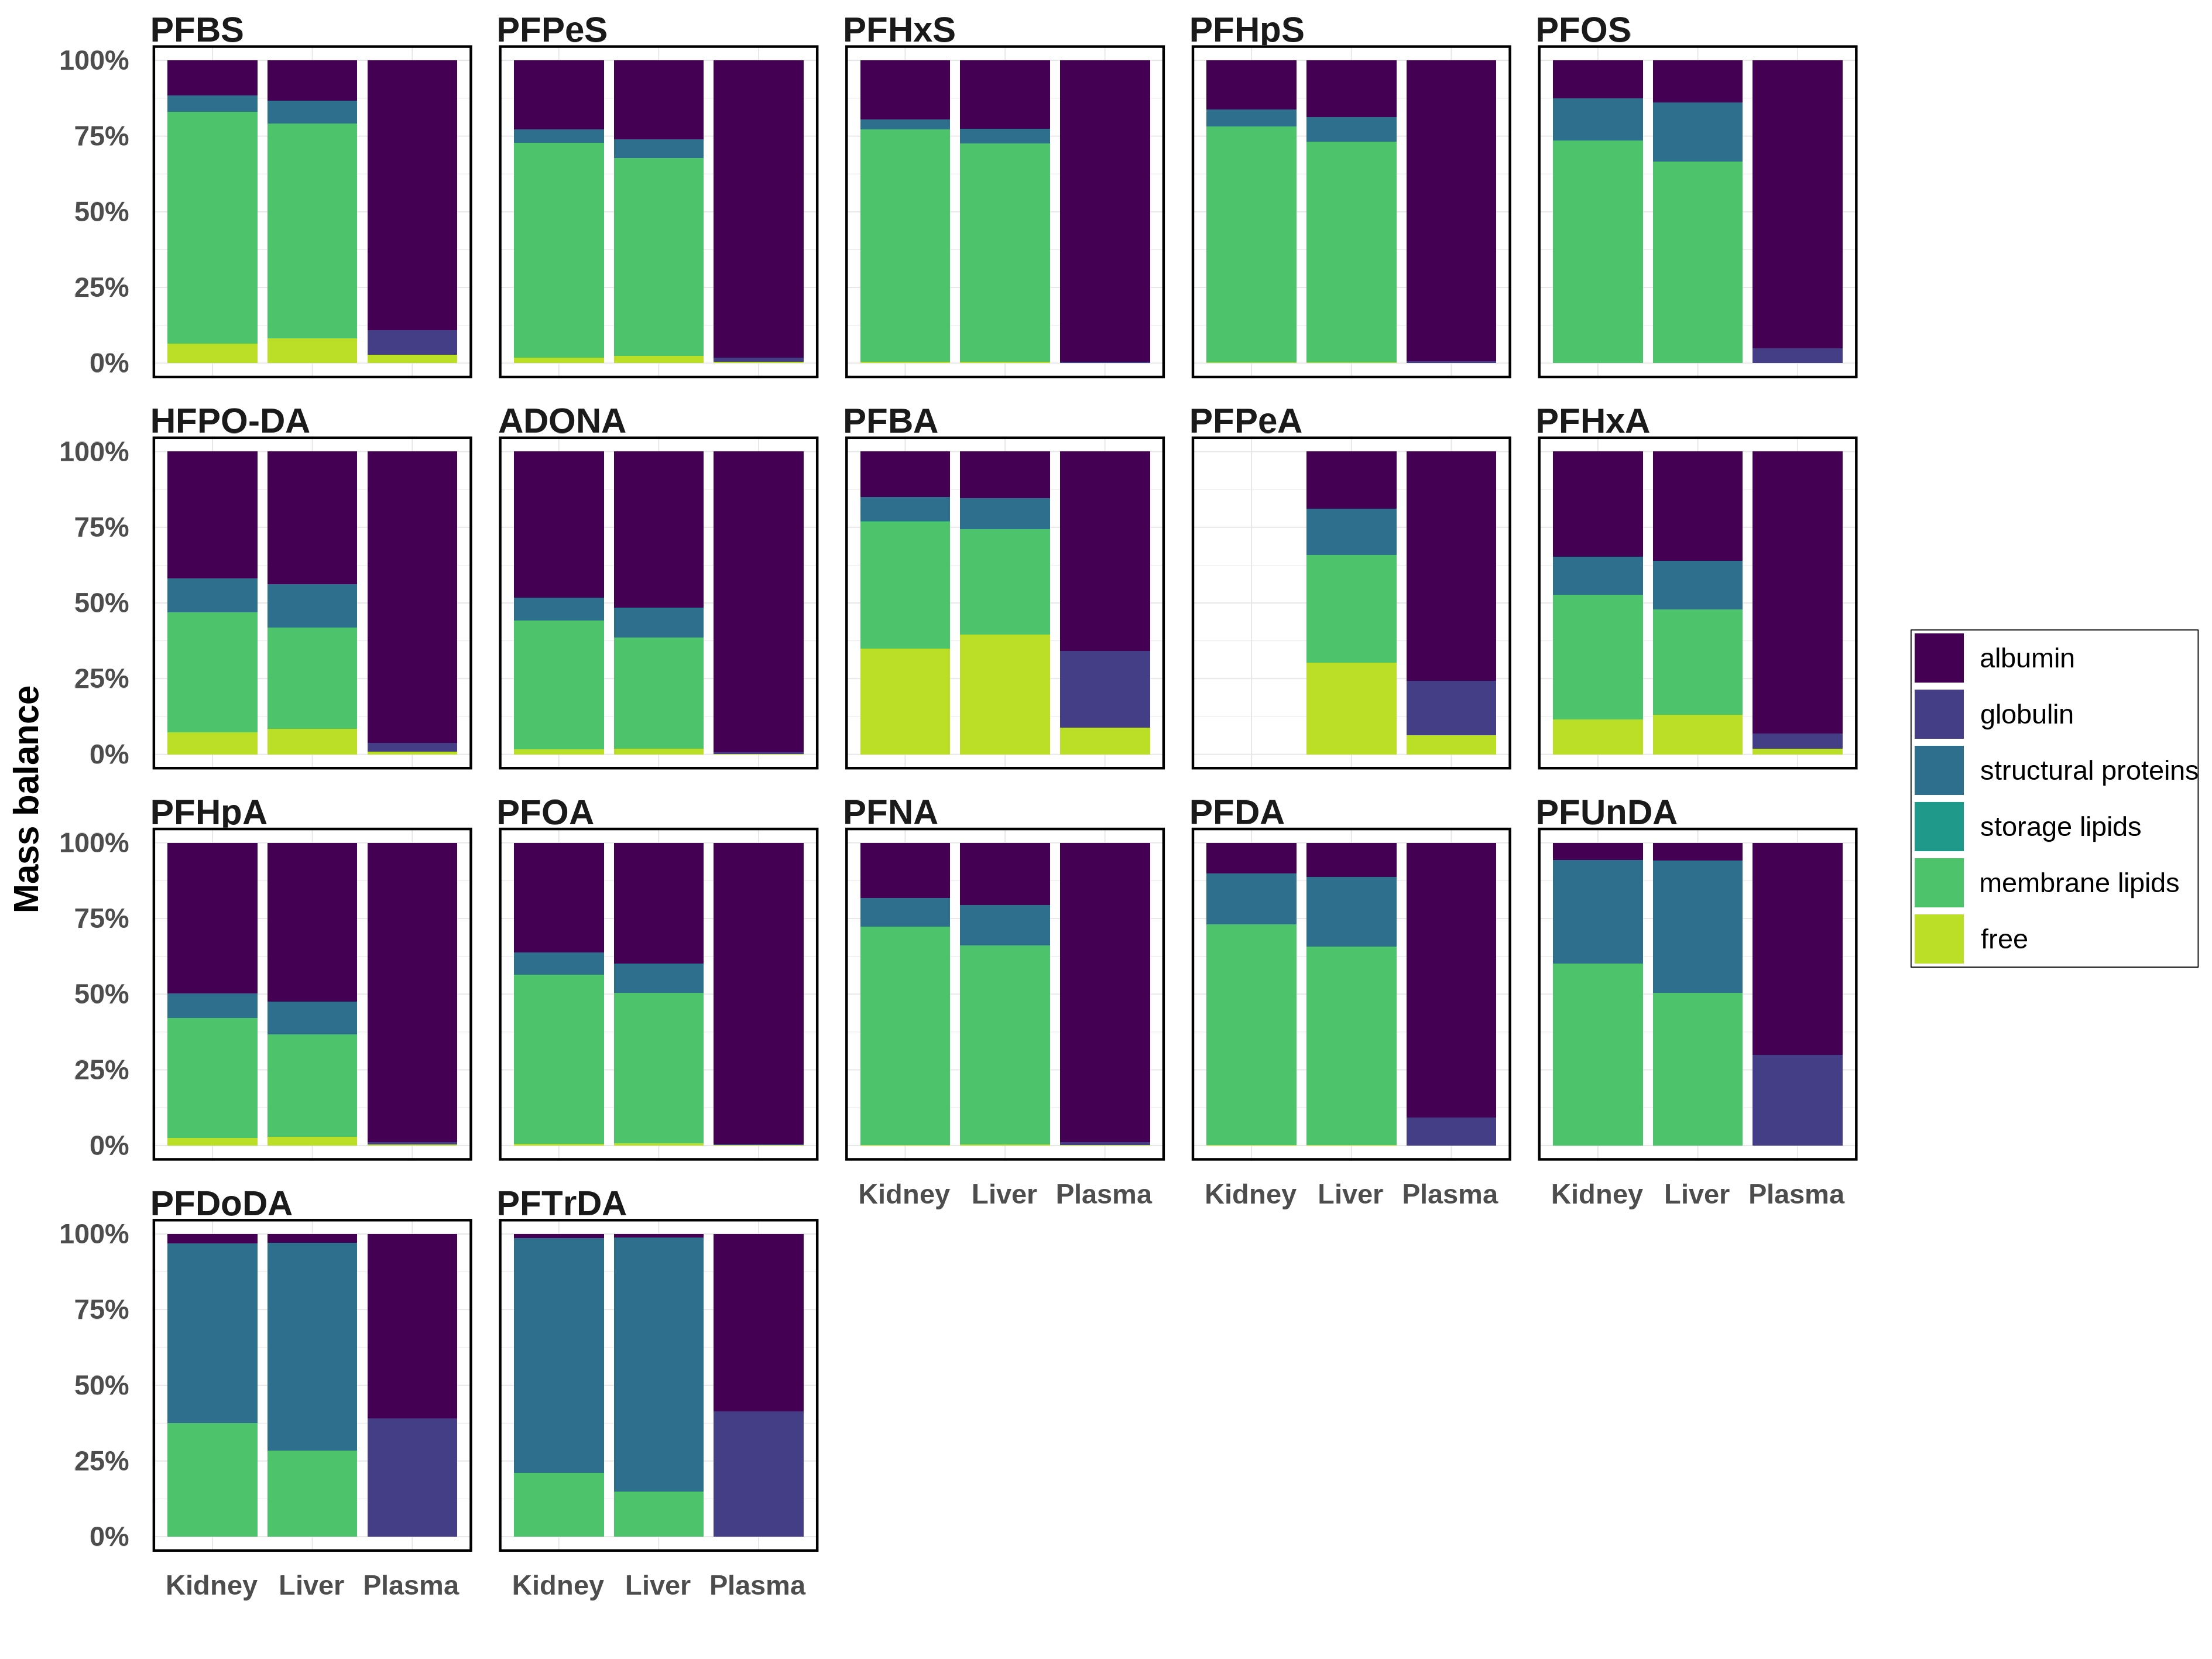 PFBS PFPeS PFHxS PFHpS PFOS
100%
75%
50%
25%
0%
HFPO-DA ADONA PFBA PFPeA PFHxA
100%
75%
50%
25%
0%
Mass balance
albumin
globulin
structural proteins
storage lipids
membrane lipids
free
PFHpA PFOA PFNA PFDA PFUnDA
100%
75%
50%
25%
0%
Kidney Liver Plasma Kidney Liver Plasma Kidney Liver Plasma
PFDoDA PFTrDA
100%
75%
50%
25%
0%
Kidney Liver Plasma Kidney Liver Plasma